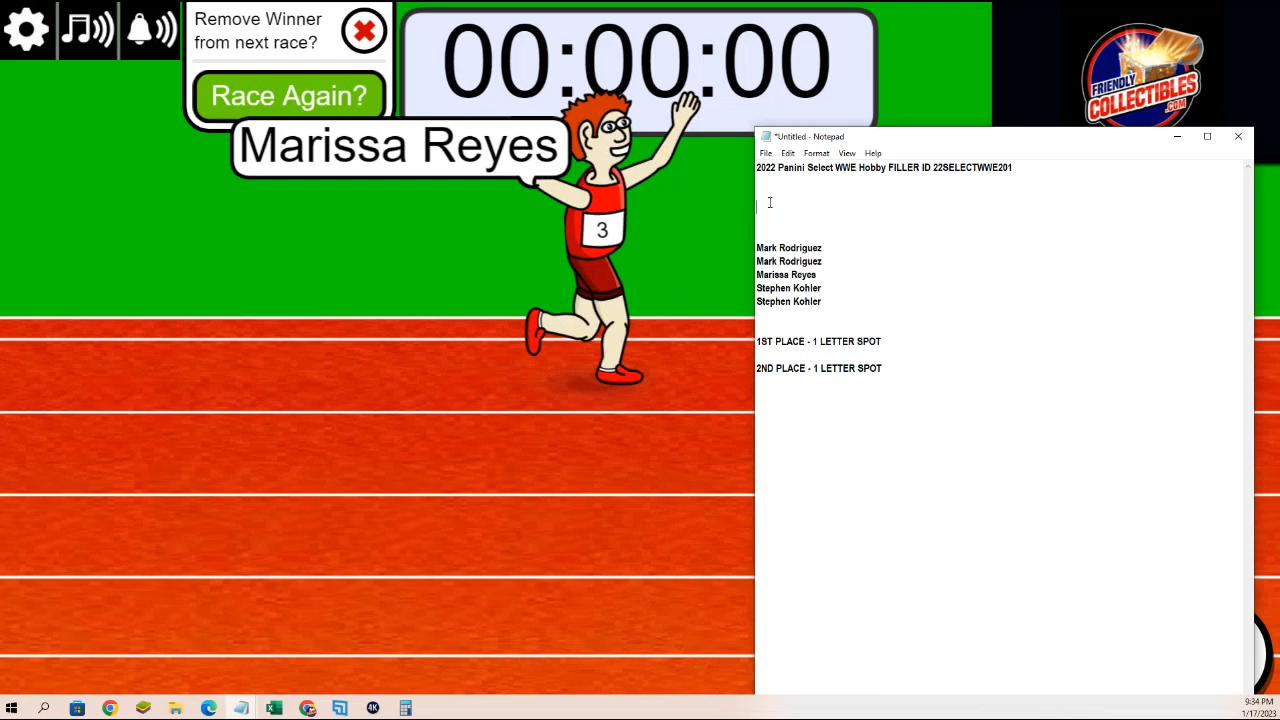 Remove Winner
from next race?
Race Again?
00:00:00
Marissa Reyes
3
FRIENDLY
COLLECTIBLES
.COM
*Untitled - Notepad
File Edit Format View Help
2022 Panini Select WWE Hobby FILLER ID 22SELECTWWE201
Mark Rodriguez
Mark Rodriguez
Marissa Reyes
Stephen Kohler
Stephen Kohler
1ST PLACE - 1 LETTER SPOT
2ND PLACE - 1 LETTER SPOT
4K
9:34 PM
1/17/2023